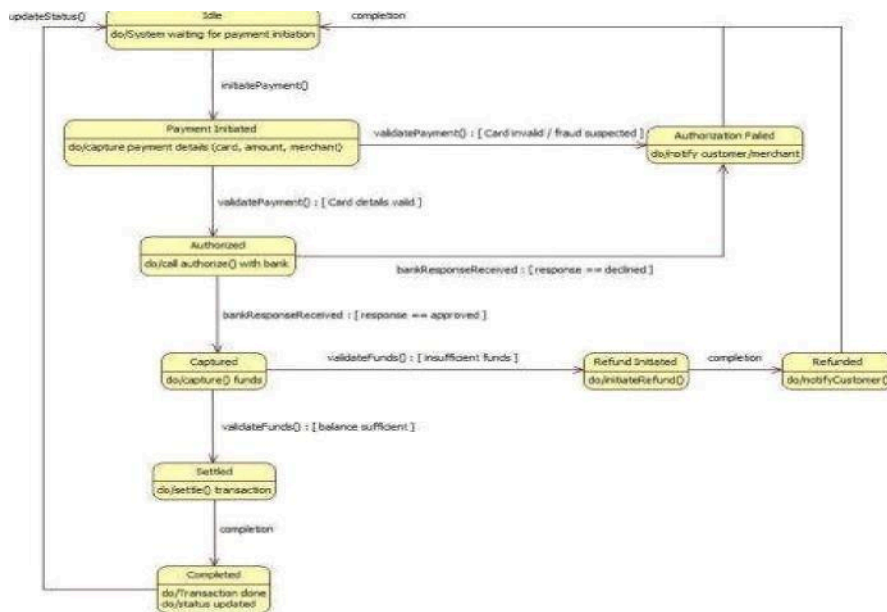 updateStatus()
Idle
completion
do/System waiting for payment initiation
initiatePayment()
Payment Initiated
do/capture payment details (card, amount, merchant()
validatePayment() : [ Card invalid / fraud suspected ]
Authorization Failed
do/notify customer/merchant
validatePayment() : [ Card details valid ]
Authorized
do/call authorize() with bank
bankResponseReceived : [ response == declined ]
bankResponseReceived : [ response == approved ]
Captured
do/capture() funds
validateFunds() : [ insufficient funds ]
Refund Initiated
do/initiateRefund()
completion
Refunded
do/notifyCustomer()
validateFunds() : [ balance sufficient ]
Settled
do/settle() transaction
completion
Completed
do/Transaction done
do/status updated